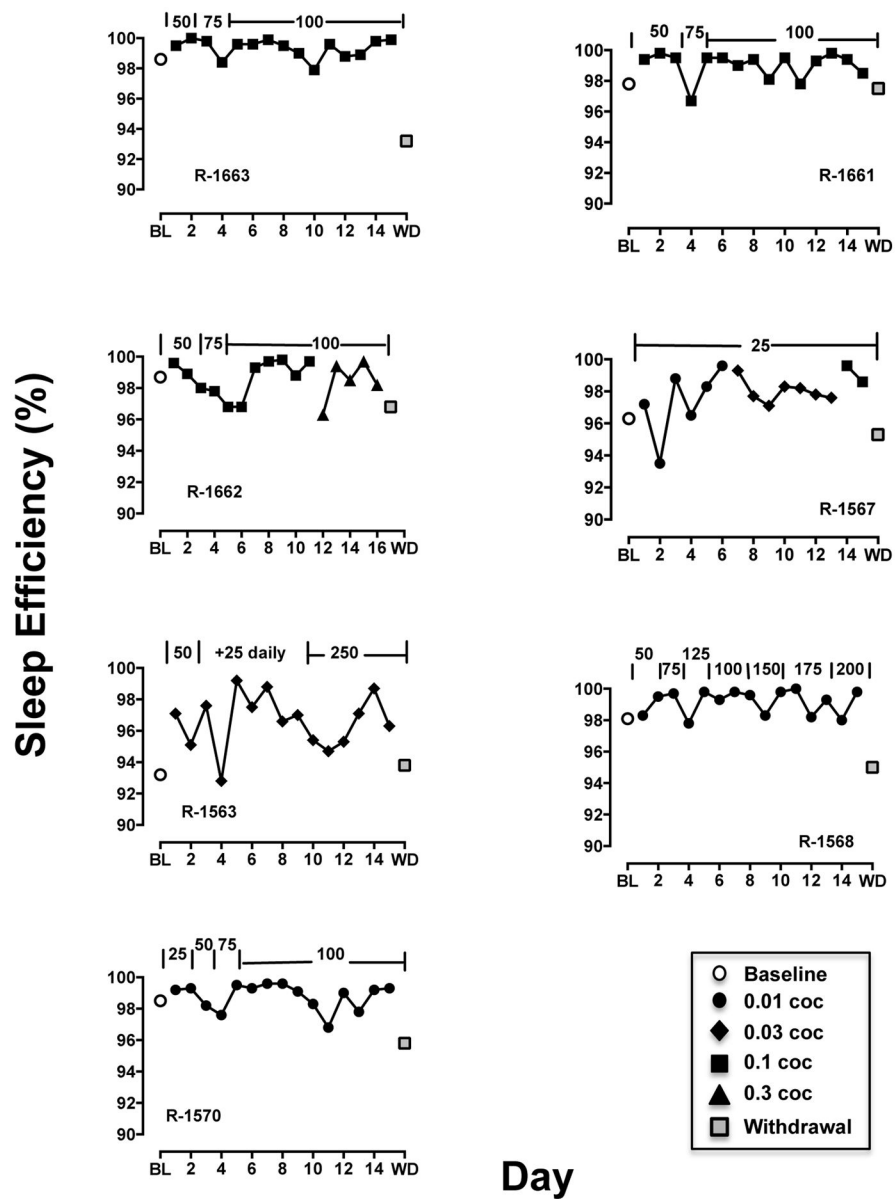 Sleep Efficiency (%)
50 75 100
100
98
96
94
92
90
R-1663
BL 2 4 6 8 10 12 14 WD
50 75 100
100
98
96
94
92
90
R-1661
BL 2 4 6 8 10 12 14 WD
50 75 100
100
98
96
94
92
90
R-1662
BL 2 4 6 8 10 12 14 16 WD
25
100
98
96
94
92
90
R-1567
BL 2 4 6 8 10 12 14 WD
50 +25 daily 250
100
98
96
94
92
90
R-1563
BL 2 4 6 8 10 12 14 WD
50 75 125 100 150 175 200
100
98
96
94
92
90
R-1568
BL 2 4 6 8 10 12 14 WD
25 50 75 100
100
98
96
94
92
90
R-1570
BL 2 4 6 8 10 12 14 WD
Baseline
0.01 coc
0.03 coc
0.1 coc
0.3 coc
Withdrawal
Day